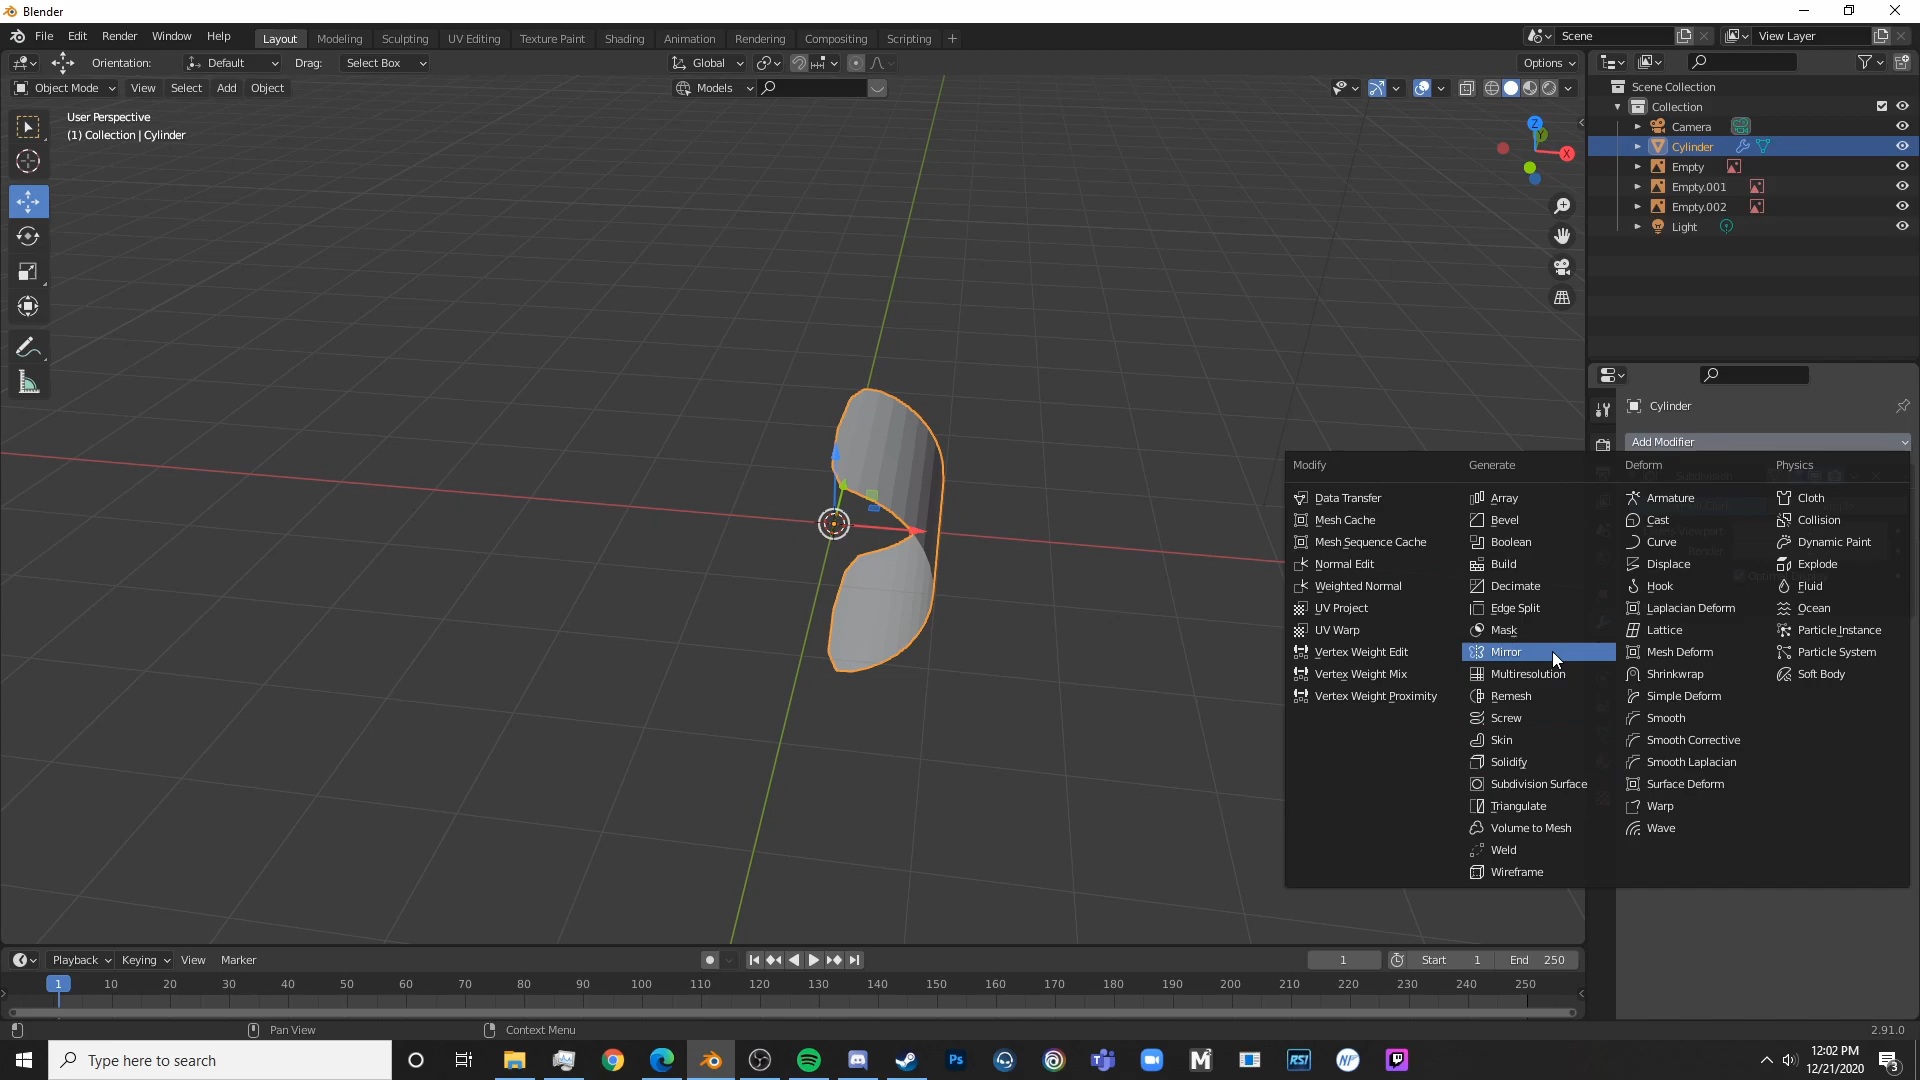 Blender
File Edit Render Window Help
Layout Modeling Sculpting UV Editing Texture Paint Shading Animation Rendering Compositing Scripting +
Scene
View Layer
Orientation: Default Drag: Select Box
Global
Options
Object Mode View Select Add Object
Models
User Perspective
(1) Collection | Cylinder
Z
Y
X
Scene Collection
Collection
Camera
Cylinder
Empty
Empty.001
Empty.002
Light
Cylinder
Add Modifier
Modify
Data Transfer
Mesh Cache
Mesh Sequence Cache
Normal Edit
Weighted Normal
UV Project
UV Warp
Vertex Weight Edit
Vertex Weight Mix
Vertex Weight Proximity
Generate
Array
Bevel
Boolean
Build
Decimate
Edge Split
Mask
Mirror
Multiresolution
Remesh
Screw
Skin
Solidify
Subdivision Surface
Triangulate
Volume to Mesh
Weld
Wireframe
Deform
Armature
Cast
Curve
Displace
Hook
Laplacian Deform
Lattice
Mesh Deform
Shrinkwrap
Simple Deform
Smooth
Smooth Corrective
Smooth Laplacian
Surface Deform
Warp
Wave
Physics
Cloth
Collision
Dynamic Paint
Explode
Fluid
Ocean
Particle Instance
Particle System
Soft Body
Playback Keying View Marker
1 Start 1 End 250
1 10 20 30 40 50 60 70 80 90 100 110 120 130 140 150 160 170 180 190 200 210 220 230 240 250
Pan View
Context Menu
2.91.0
Type here to search
Ps
M
RSI
NP
12:02 PM
12/21/2020
3